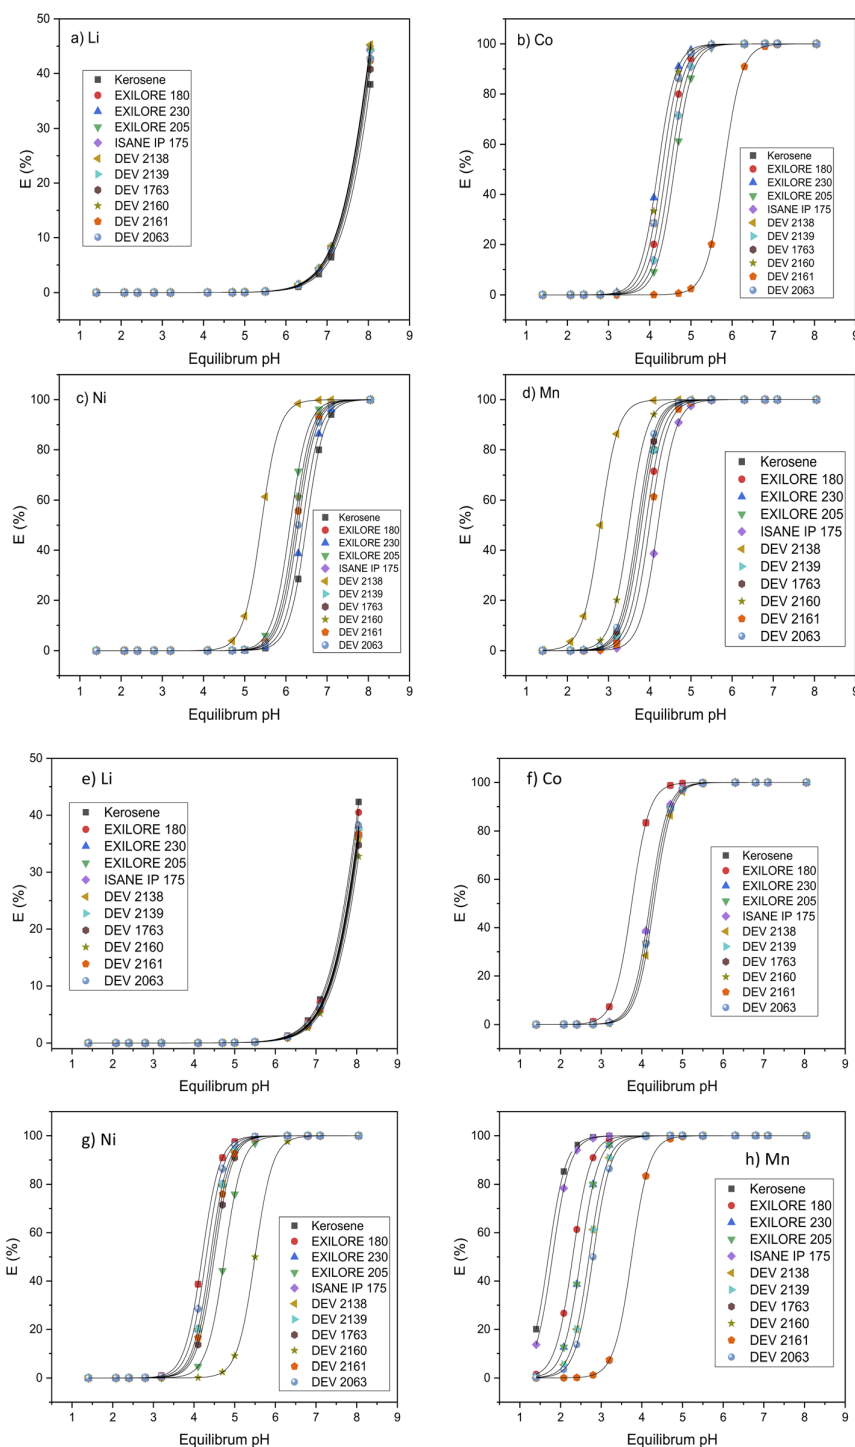 a) Li
E (%)
50
40
30
20
10
0
Kerosene
EXILORE 180
EXILORE 230
EXILORE 205
ISANE IP 175
DEV 2138
DEV 2139
DEV 1763
DEV 2160
DEV 2161
DEV 2063
1 2 3 4 5 6 7 8 9
Equilibrum pH
b) Co
E (%)
100
80
60
40
20
0
Kerosene
EXILORE 180
EXILORE 230
EXILORE 205
ISANE IP 175
DEV 2138
DEV 2139
DEV 1763
DEV 2160
DEV 2161
DEV 2063
1 2 3 4 5 6 7 8 9
Equilibrum pH
c) Ni
E (%)
100
80
60
40
20
0
Kerosene
EXILORE 180
EXILORE 230
EXILORE 205
ISANE IP 175
DEV 2138
DEV 2139
DEV 1763
DEV 2160
DEV 2161
DEV 2063
1 2 3 4 5 6 7 8 9
Equilibrum pH
d) Mn
E (%)
100
80
60
40
20
0
Kerosene
EXILORE 180
EXILORE 230
EXILORE 205
ISANE IP 175
DEV 2138
DEV 2139
DEV 1763
DEV 2160
DEV 2161
DEV 2063
1 2 3 4 5 6 7 8 9
Equilibrum pH
e) Li
E (%)
50
40
30
20
10
0
Kerosene
EXILORE 180
EXILORE 230
EXILORE 205
ISANE IP 175
DEV 2138
DEV 2139
DEV 1763
DEV 2160
DEV 2161
DEV 2063
1 2 3 4 5 6 7 8 9
Equilibrum pH
f) Co
E (%)
100
80
60
40
20
0
Kerosene
EXILORE 180
EXILORE 230
EXILORE 205
ISANE IP 175
DEV 2138
DEV 2139
DEV 1763
DEV 2160
DEV 2161
DEV 2063
1 2 3 4 5 6 7 8 9
Equilibrum pH
g) Ni
E (%)
100
80
60
40
20
0
Kerosene
EXILORE 180
EXILORE 230
EXILORE 205
ISANE IP 175
DEV 2138
DEV 2139
DEV 1763
DEV 2160
DEV 2161
DEV 2063
1 2 3 4 5 6 7 8 9
Equilibrum pH
h) Mn
E (%)
100
80
60
40
20
0
Kerosene
EXILORE 180
EXILORE 230
EXILORE 205
ISANE IP 175
DEV 2138
DEV 2139
DEV 1763
DEV 2160
DEV 2161
DEV 2063
1 2 3 4 5 6 7 8 9
Equilibrum pH